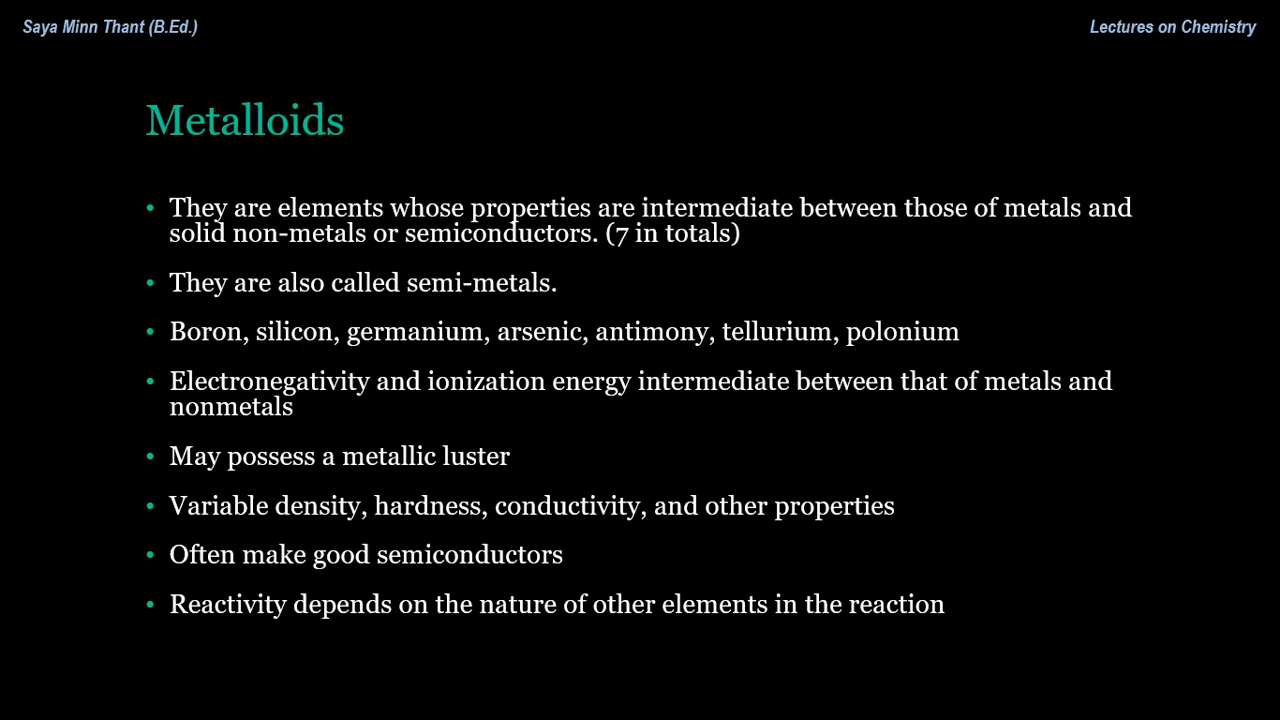 Saya Minn Thant (B.Ed.)
Lectures on Chemistry
Metalloids
• They are elements whose properties are intermediate between those of metals and
solid non-metals or semiconductors. (7 in totals)
• They are also called semi-metals.
• Boron, silicon, germanium, arsenic, antimony, tellurium, polonium
• Electronegativity and ionization energy intermediate between that of metals and
nonmetals
• May possess a metallic luster
• Variable density, hardness, conductivity, and other properties
• Often make good semiconductors
• Reactivity depends on the nature of other elements in the reaction